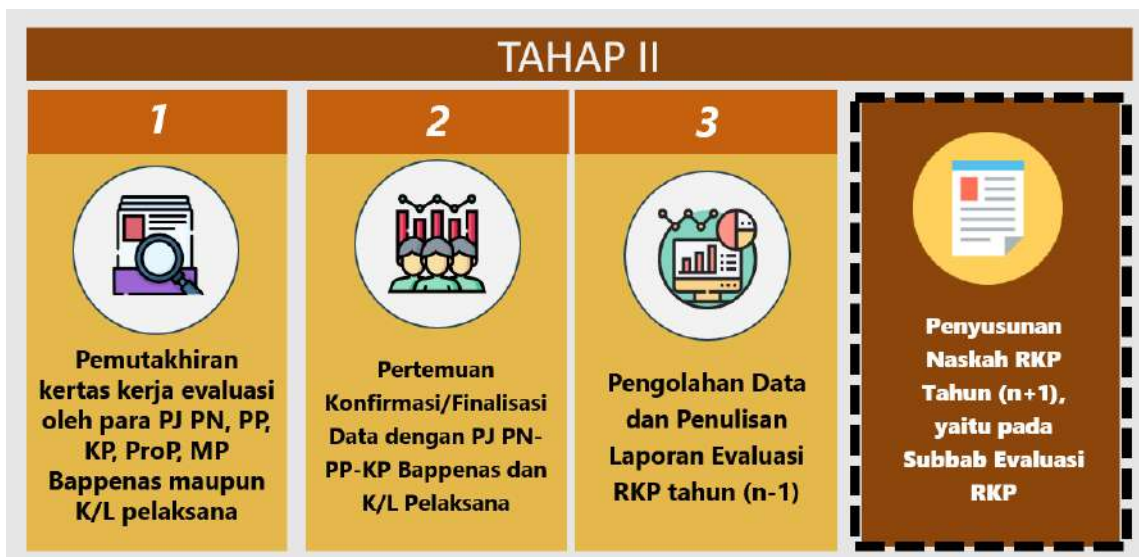 TAHAP II
1
Pemutakhiran
kertas kerja evaluasi
oleh para PJ PN, PP,
KP, ProP, MP
Bappenas maupun
K/L pelaksana
2
Pertemuan
Konfirmasi/Finalisasi
Data dengan PJ PN-
PP-KP Bappenas dan
K/L Pelaksana
3
Pengolahan Data
dan Penulisan
Laporan Evaluasi
RKP tahun (n-1)
Penyusunan
Naskah RKP
Tahun (n+1),
yaitu pada
Subbab Evaluasi
RKP